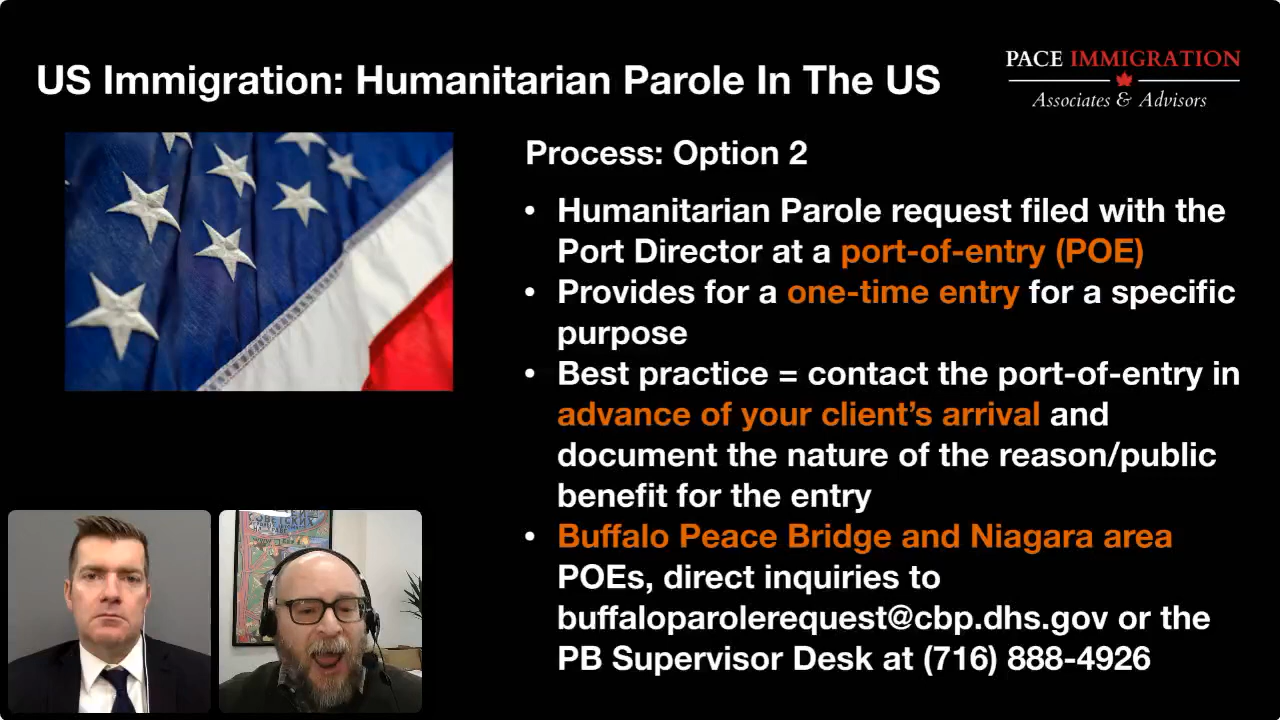 US Immigration: Humanitarian Parole In The US
PACE IMMIGRATION
Associates & Advisors
Process: Option 2
• Humanitarian Parole request filed with the
Port Director at a port-of-entry (POE)
• Provides for a one-time entry for a specific
purpose
• Best practice = contact the port-of-entry in
advance of your client’s arrival and
document the nature of the reason/public
benefit for the entry
• Buffalo Peace Bridge and Niagara area
POEs, direct inquiries to
buffaloparolerequest@cbp.dhs.gov or the
PB Supervisor Desk at (716) 888-4926
СОВЕТСКИХ